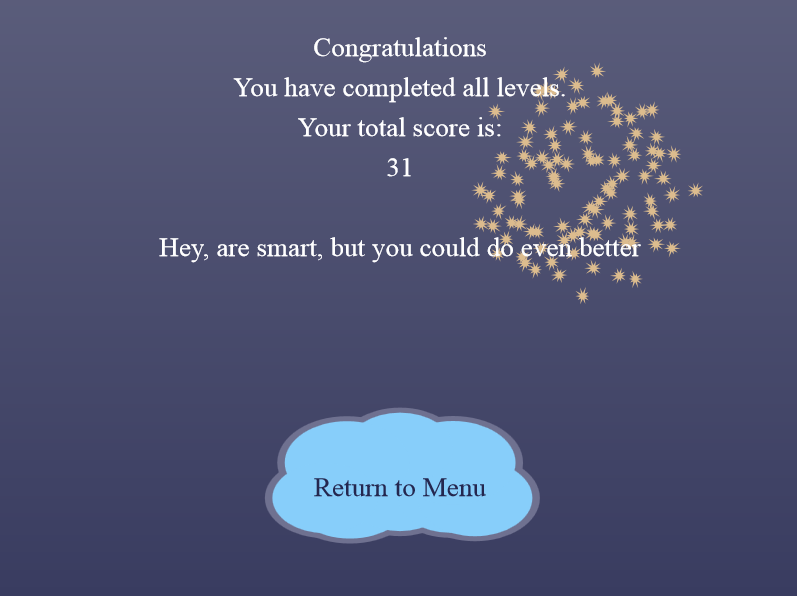 Congratulations
You have completed all levels.
Your total score is:
31
Hey, are smart, but you could do even better
Return to Menu